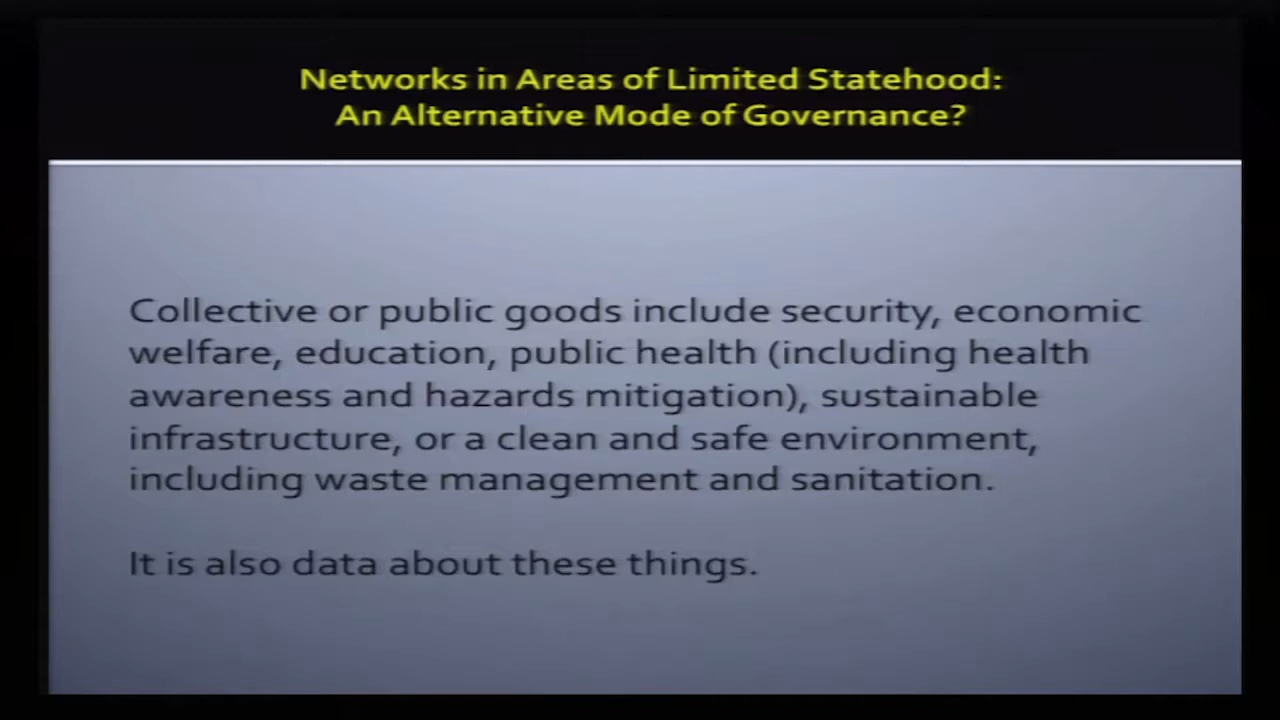 Networks in Areas of Limited Statehood:
An Alternative Mode of Governance?
Collective or public goods include security, economic
welfare, education, public health (including health
awareness and hazards mitigation), sustainable
infrastructure, or a clean and safe environment,
including waste management and sanitation.
It is also data about these things.